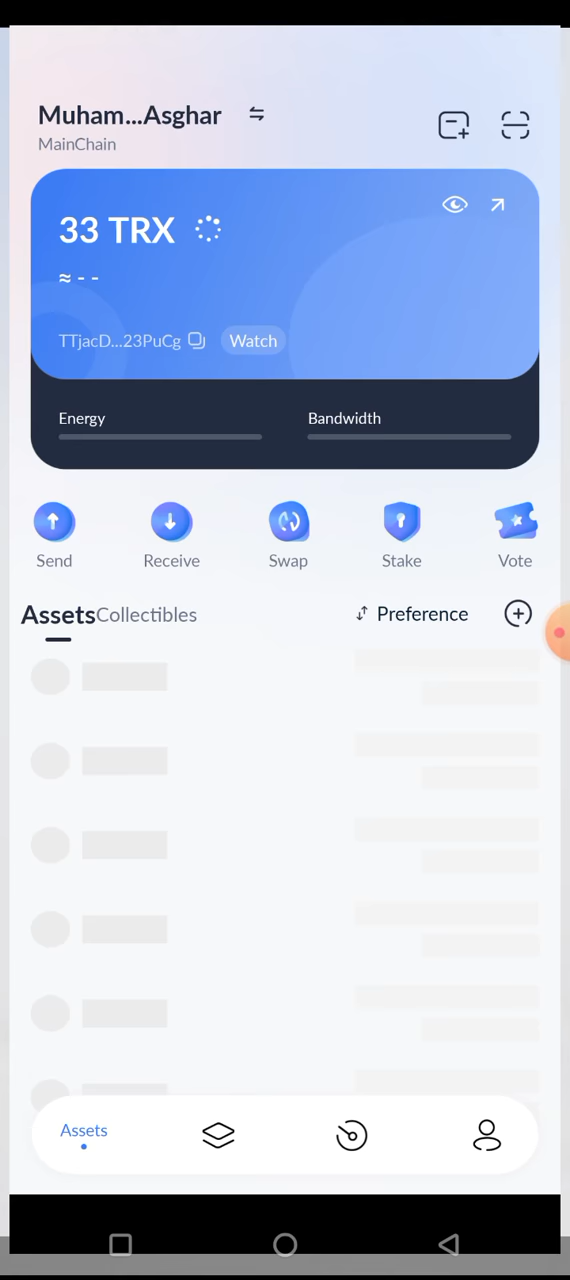 Muham...Asghar
MainChain
33 TRX
≈ - -
TTjacD...23PuCg Watch
Energy Bandwidth
Send Receive Swap Stake Vote
Assets Collectibles Preference
Assets